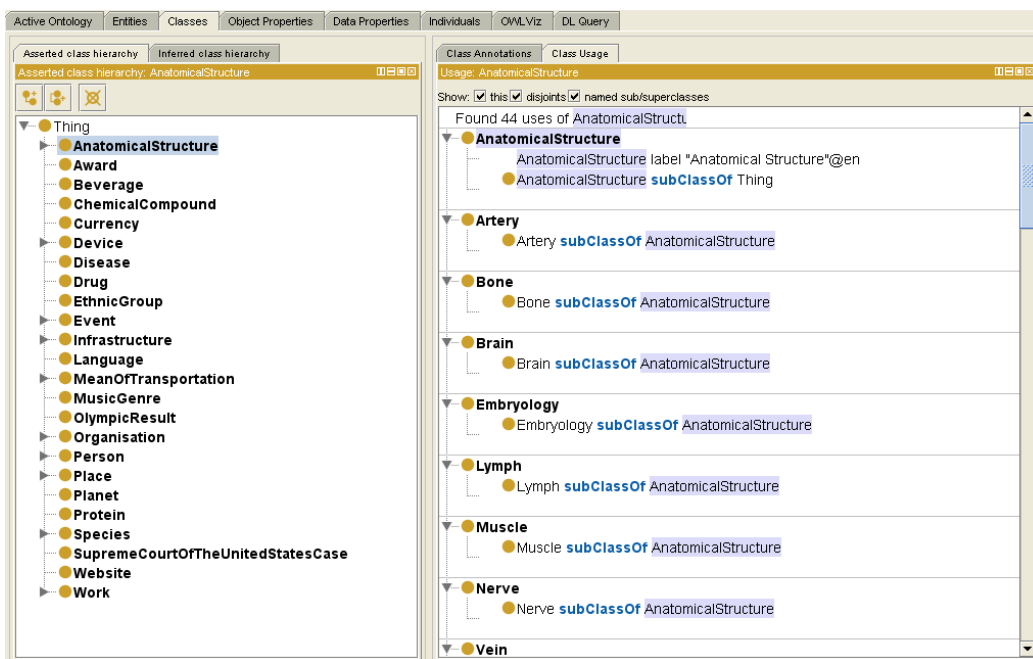 Active Ontology Entities Classes Object Properties Data Properties Individuals OWLViz DL Query
Asserted class hierarchy Inferred class hierarchy
Asserted class hierarchy: AnatomicalStructure
Thing
AnatomicalStructure
Award
Beverage
ChemicalCompound
Currency
Device
Disease
Drug
EthnicGroup
Event
Infrastructure
Language
MeanOfTransportation
MusicGenre
OlympicResult
Organisation
Person
Place
Planet
Protein
Species
SupremeCourtOfTheUnitedStatesCase
Website
Work
Class Annotations Class Usage
Usage: AnatomicalStructure
Show: this disjoints named sub/superclasses
Found 44 uses of AnatomicalStructu
AnatomicalStructure
AnatomicalStructure label "Anatomical Structure"@en
AnatomicalStructure subClassOf Thing
Artery
Artery subClassOf AnatomicalStructure
Bone
Bone subClassOf AnatomicalStructure
Brain
Brain subClassOf AnatomicalStructure
Embryology
Embryology subClassOf AnatomicalStructure
Lymph
Lymph subClassOf AnatomicalStructure
Muscle
Muscle subClassOf AnatomicalStructure
Nerve
Nerve subClassOf AnatomicalStructure
Vein